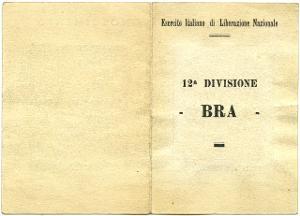 Esercito Italiano di Liberazione Nazionale
12ª DIVISIONE
- BRA -